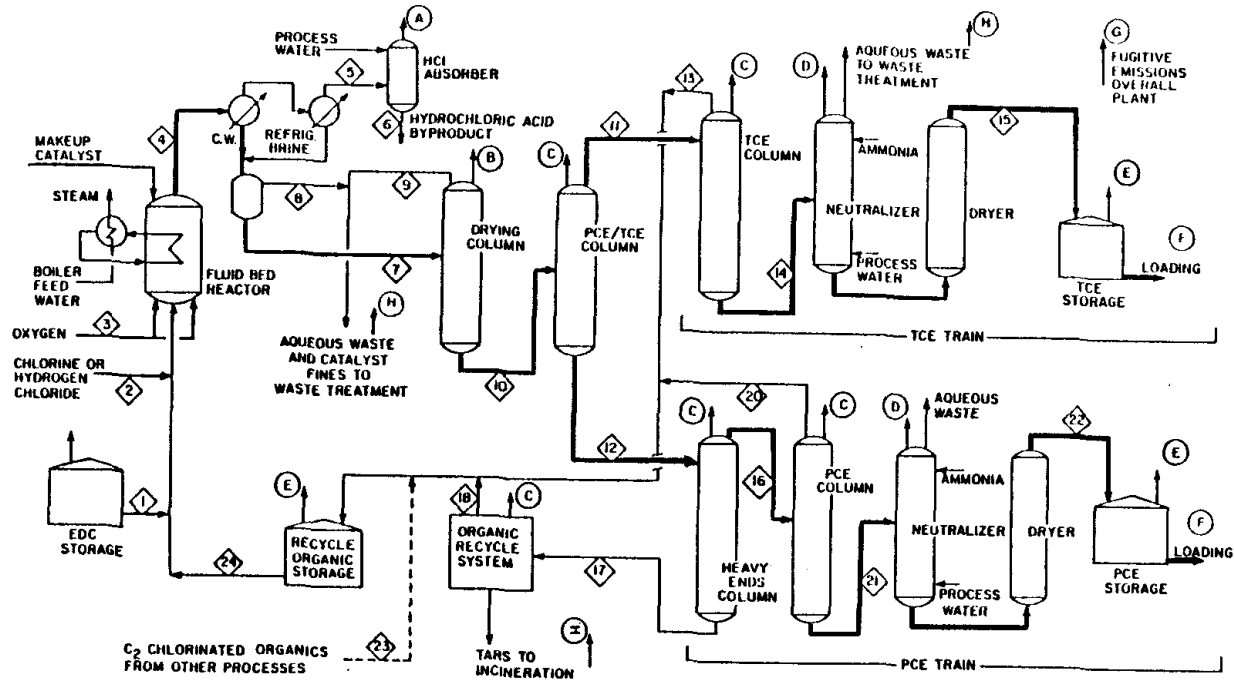 A
PROCESS
WATER
HCl
ABSORBER
5
6
HYDROCHLORIC ACID
BYPRODUCT
4
C.W.
REFRIG.
BRINE
MAKEUP
CATALYST
STEAM
BOILER
FEED
WATER
FLUID BED
REACTOR
OXYGEN
3
CHLORINE OR
HYDROGEN
CHLORIDE
2
8
9
7
B
DRYING
COLUMN
H
AQUEOUS WASTE
AND CATALYST
FINES TO
WASTE TREATMENT
10
C
PCE/TCE
COLUMN
11
12
13
C
TCE
COLUMN
14
D
AQUEOUS WASTE
TO WASTE
TREATMENT
H
AMMONIA
NEUTRALIZER
PROCESS
WATER
DRYER
15
E
F
LOADING
TCE
STORAGE
TCE TRAIN
G
FUGITIVE
EMISSIONS
OVERALL
PLANT
EDC
STORAGE
1
24
E
RECYCLE
ORGANIC
STORAGE
18
C
ORGANIC
RECYCLE
SYSTEM
17
TARS TO
INCINERATION
H
C2 CHLORINATED ORGANICS
FROM OTHER PROCESSES
23
20
C
HEAVY
ENDS
COLUMN
16
C
PCE
COLUMN
21
D
AQUEOUS
WASTE
AMMONIA
NEUTRALIZER
PROCESS
WATER
DRYER
22
E
F
LOADING
PCE
STORAGE
PCE TRAIN